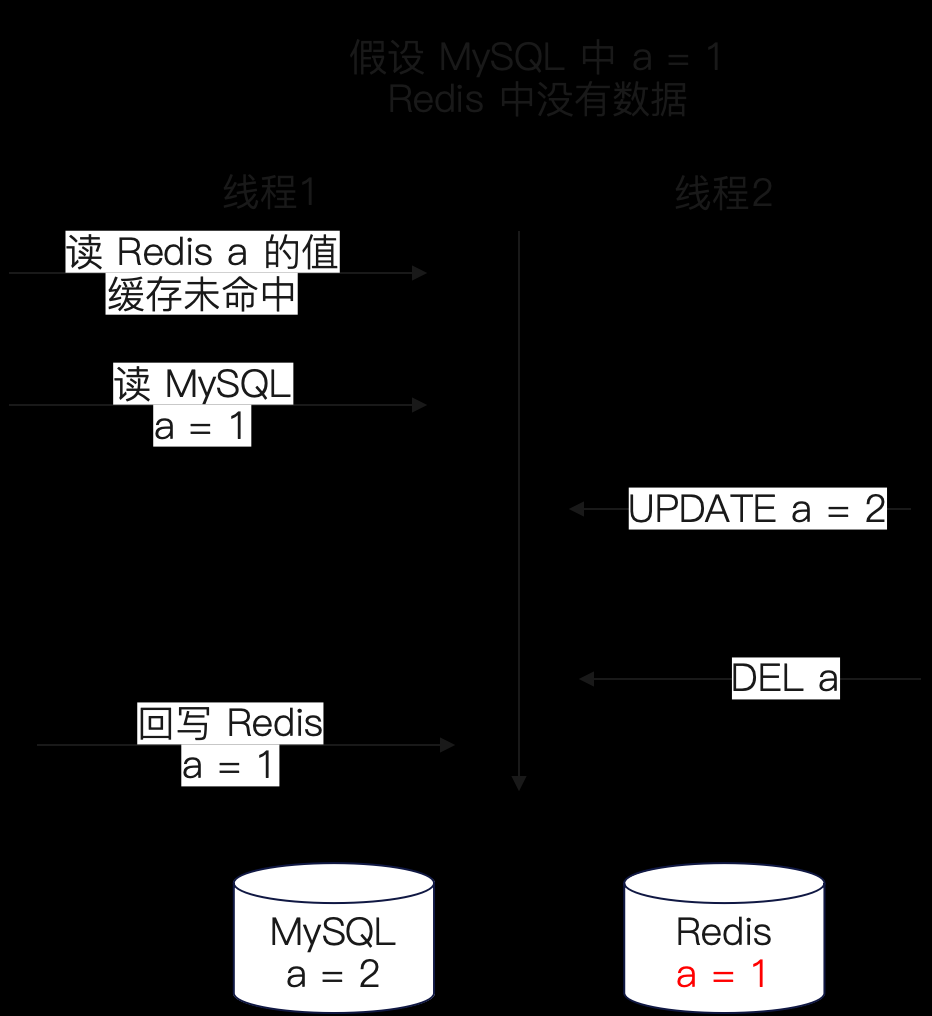 假设 MySQL 中 a = 1
Redis 中没有数据
线程1
线程2
读 Redis a 的值
缓存未命中
读 MySQL
a = 1
UPDATE a = 2
DEL a
回写 Redis
a = 1
MySQL
a = 2
Redis
a = 1